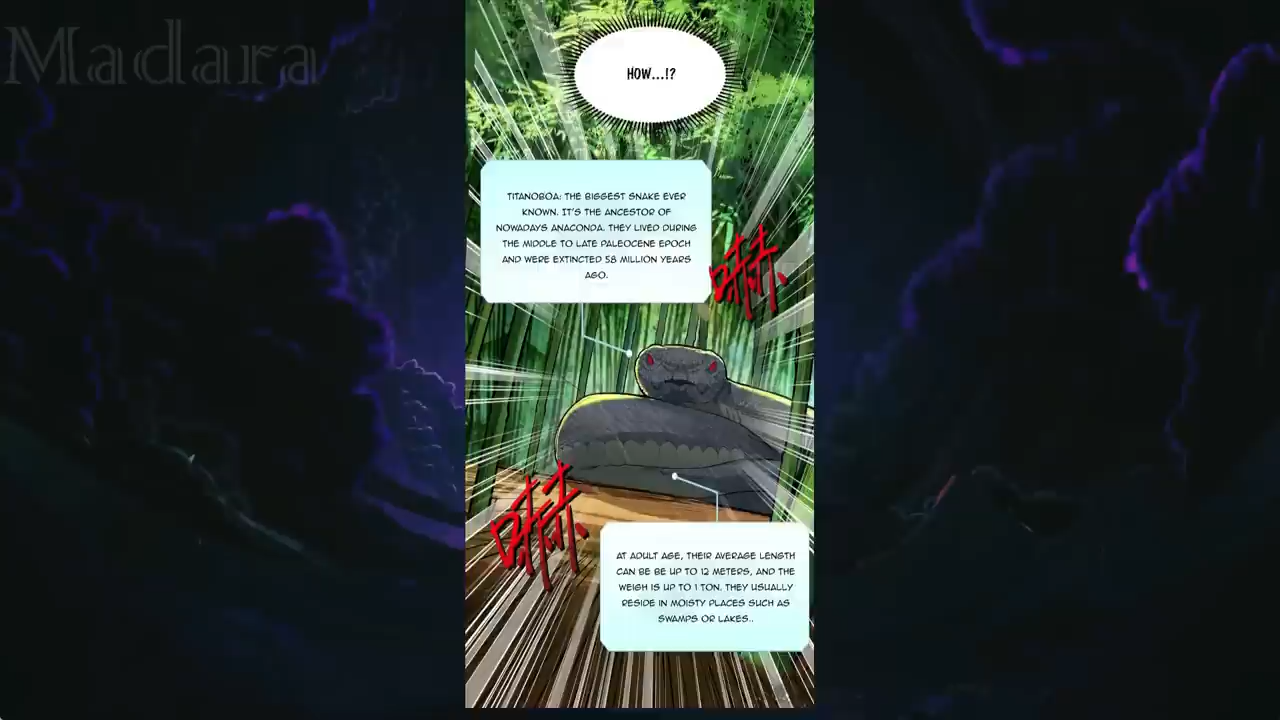 Madara
HOW...!?
TITANOBOA: THE BIGGEST SNAKE EVER
KNOWN. IT'S THE ANCESTOR OF
NOWADAYS ANACONDA. THEY LIVED DURING
THE MIDDLE TO LATE PALEOCENE EPOCH
AND WERE EXTINCTED 58 MILLION YEARS
AGO.
嚇
嚇
AT ADULT AGE, THEIR AVERAGE LENGTH
CAN BE BE UP TO 12 METERS, AND THE
WEIGH IS UP TO 1 TON. THEY USUALLY
RESIDE IN MOISTY PLACES SUCH AS
SWAMPS OR LAKES..